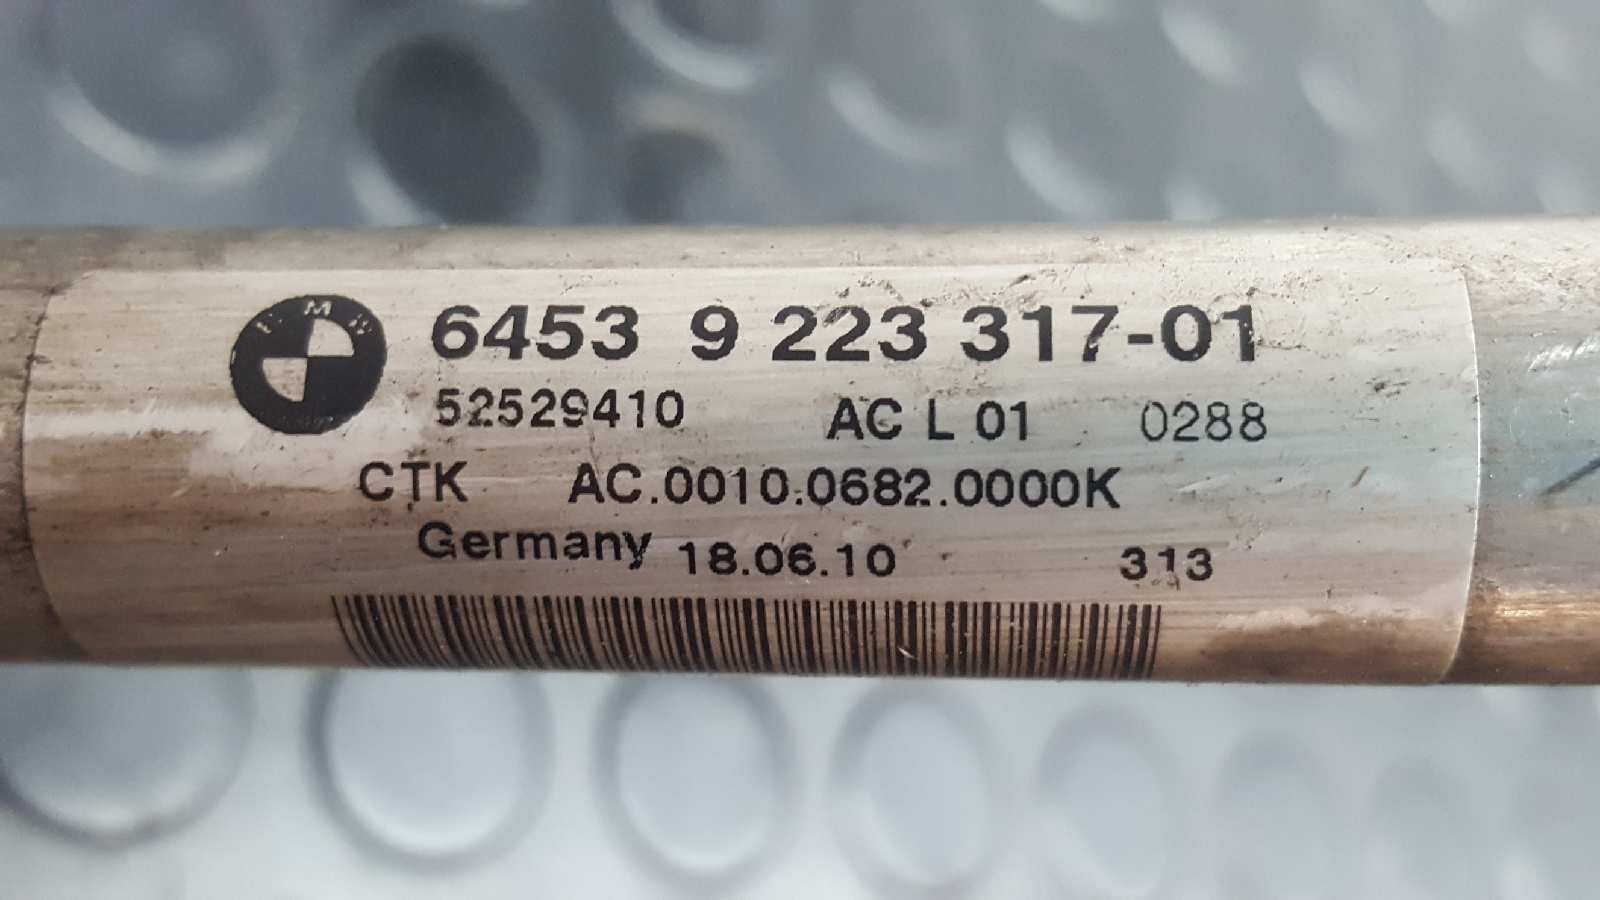 BMW
6453 9 223 317-01
52529410 AC L 01 0288
CTK AC.0010.0682.0000K
Germany 18.06.10 313